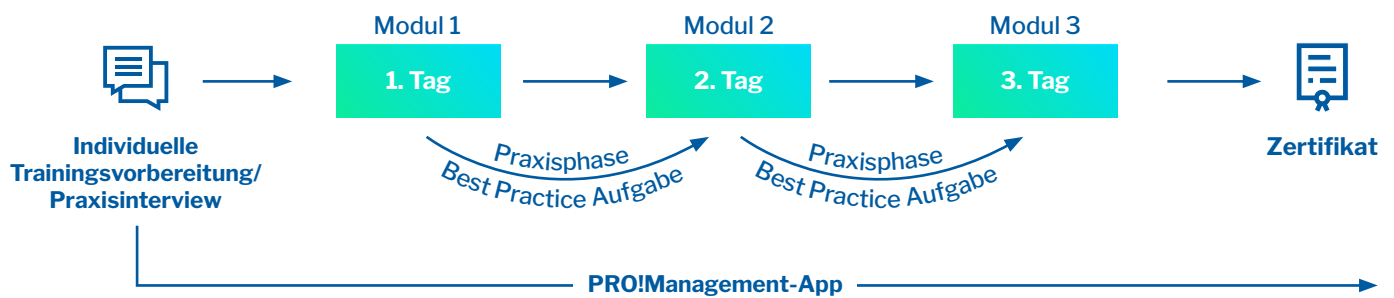 Modul 1
Modul 2
Modul 3
1. Tag
2. Tag
3. Tag
Individuelle
Trainingsvorbereitung/
Praxisinterview
Praxisphase
Best Practice Aufgabe
Praxisphase
Best Practice Aufgabe
Zertifikat
PRO!Management-App